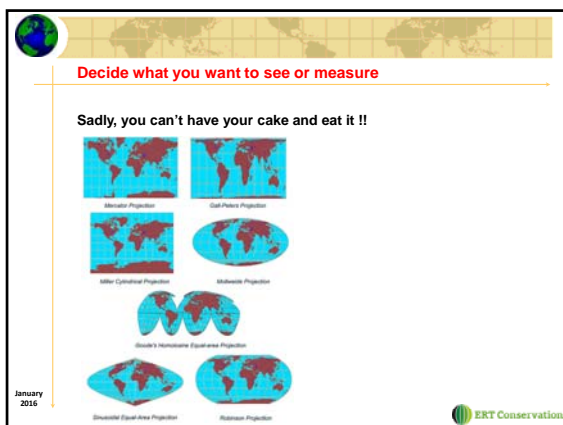 Decide what you want to see or measure
Sadly, you can't have your cake and eat it !!
Mercator Projection
Gall-Peters Projection
Miller Cylindrical Projection
Mollweide Projection
Goode's Homolosine Equal-area Projection
Sinusoidal Equal-Area Projection
Robinson Projection
January
2016
ERT Conservation